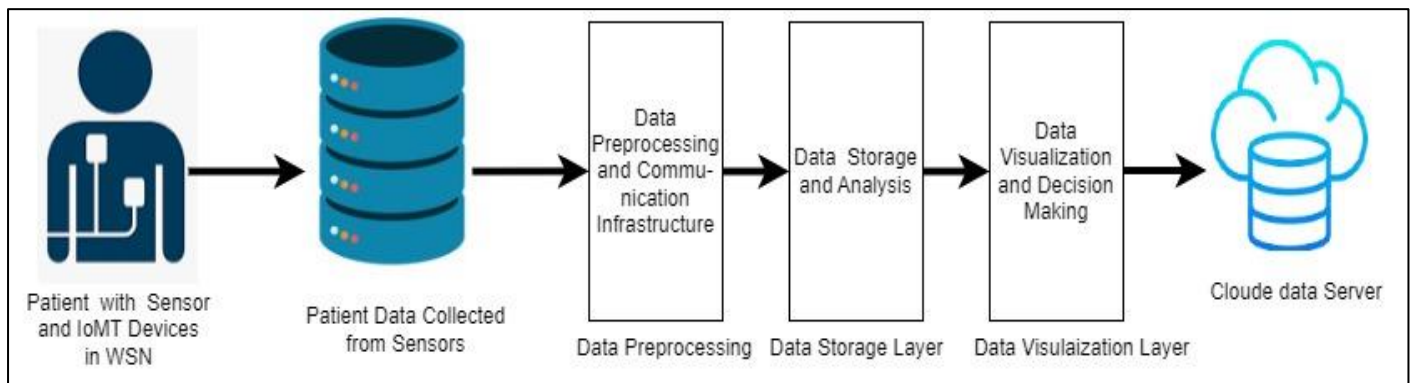 Patient with Sensor
and IoMT Devices
in WSN
Patient Data Collected
from Sensors
Data
Preprocessing
and Commu-
nication
Infrastructure
Data Preprocessing
Data Storage
and Analysis
Data Storage Layer
Data
Visualization
and Decision
Making
Data Visulaization Layer
Cloude data Server